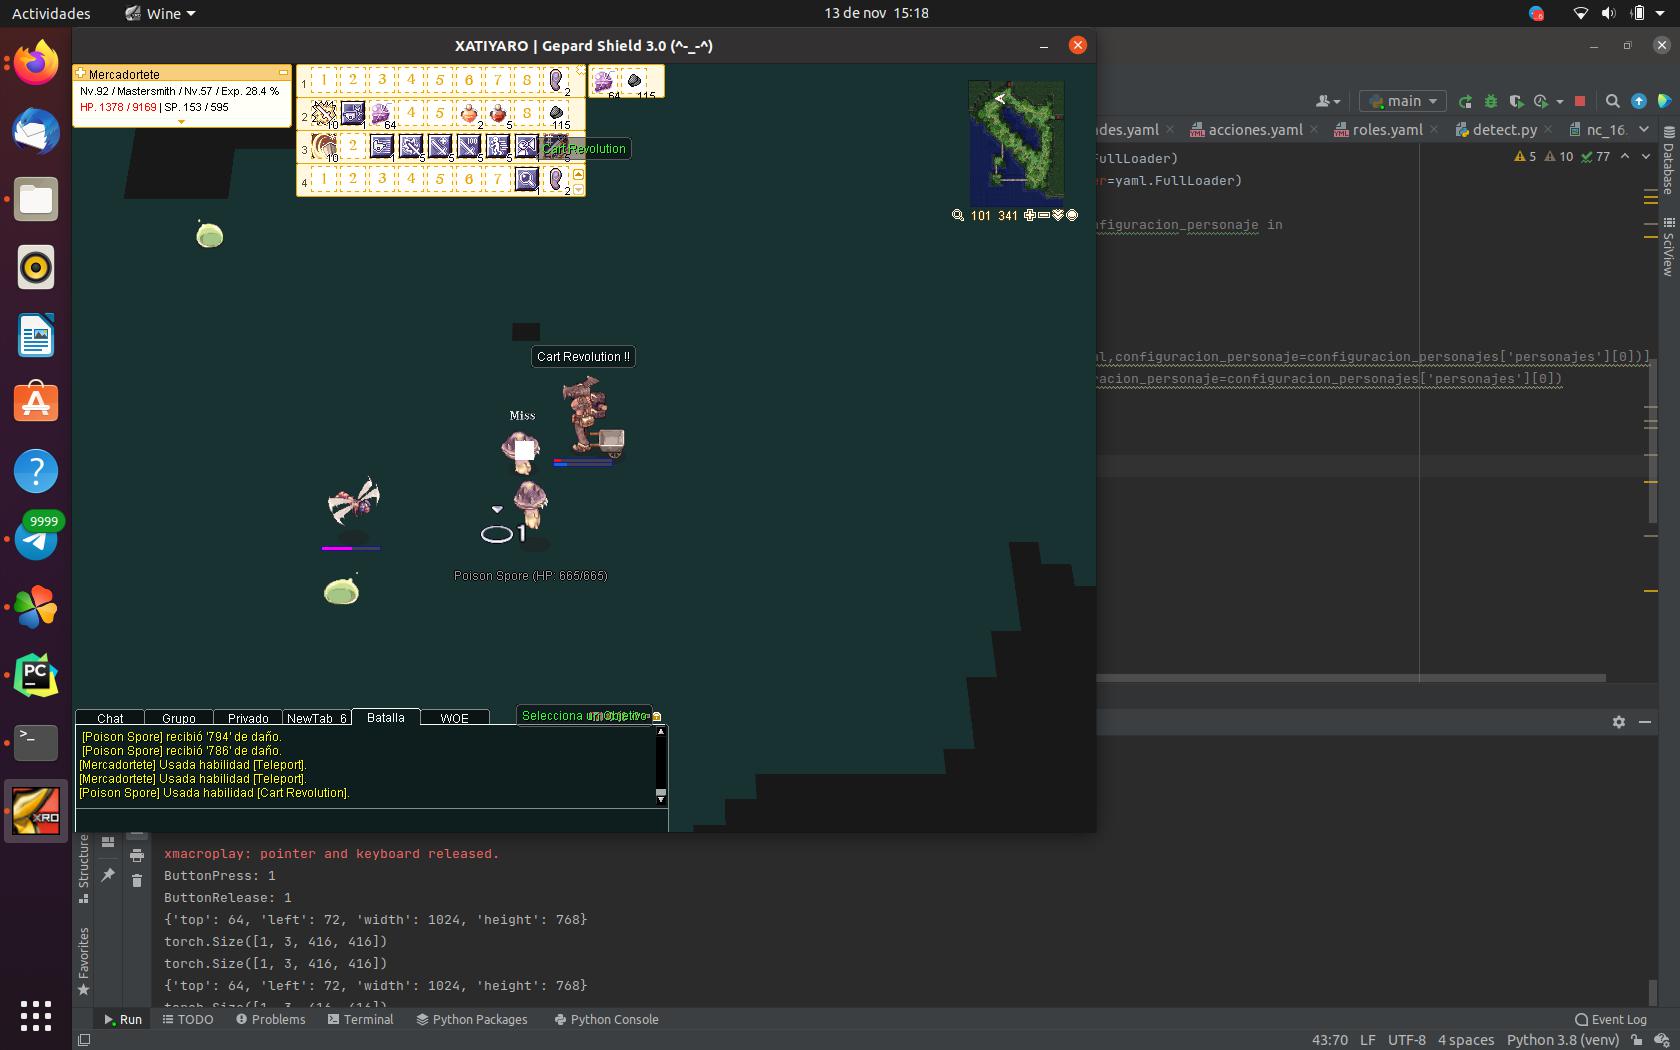 Actividades
Wine
13 de nov 15:18
XATIYARO | Gepard Shield 3.0 (^-_-^)
Mercadortete
Nv.92 / Mastersmith / Nv.57 / Exp. 28.4 %
HP. 1378 / 9169 | SP. 153 / 595
1 1 2 3 4 5 6 7 8 2
64 115
2 10 1 64 4 5 2 5 8 115
3 10 2 1 5 5 5 5
4 1 2 3 4 5 6 7 1 2
Cart Revolution
101 341
main
ades.yaml
acciones.yaml
roles.yaml
detect.py
nc_16.
FullLoader)
r=yaml.FullLoader)
5 10 77
nfiguracion_personaje in
al,configuracion_personaje=configuracion_personajes['personajes'][0])]
racion_personaje=configuracion_personajes['personajes'][0])
Database
SciView
Cart Revolution !!
Miss
1
Poison Spore (HP: 665/665)
9999
PC
XRO
Chat
Grupo
Privado
NewTab 6
Batalla
WOE
Selecciona un objetivo
[Poison Spore] recibió '794' de daño.
[Poison Spore] recibió '786' de daño.
[Mercadortete] Usada habilidad [Teleport].
[Mercadortete] Usada habilidad [Teleport].
[Poison Spore] Usada habilidad [Cart Revolution].
Structure
Favorites
xmacroplay: pointer and keyboard released.
ButtonPress: 1
ButtonRelease: 1
{'top': 64, 'left': 72, 'width': 1024, 'height': 768}
torch.Size([1, 3, 416, 416])
torch.Size([1, 3, 416, 416])
{'top': 64, 'left': 72, 'width': 1024, 'height': 768}
torch.Size([1, 3, 416, 416])
Run
TODO
Problems
Terminal
Python Packages
Python Console
Event Log
43:70 LF UTF-8 4 spaces Python 3.8 (venv)